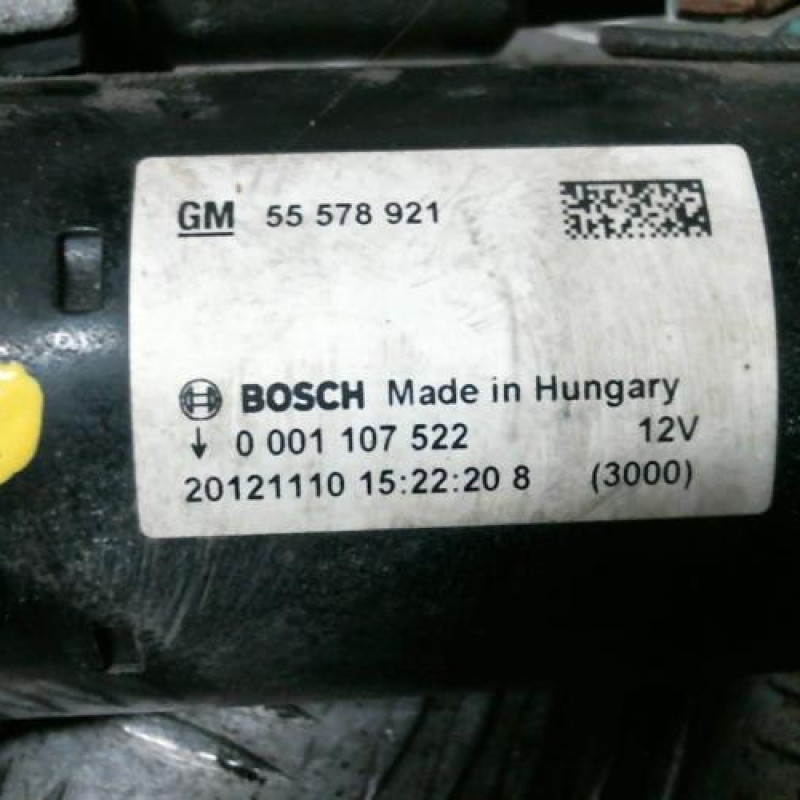 GM 55 578 921
BOSCH Made in Hungary
↓ 0 001 107 522 12V
20121110 15:22:20 8 (3000)